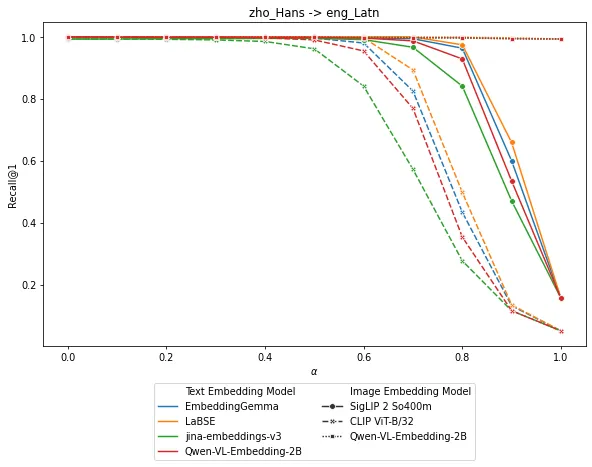 zho_Hans -> eng_Latn
Recall@1
1.0
0.8
0.6
0.4
0.2
0.0 0.2 0.4 0.6 0.8 1.0
α
Text Embedding Model Image Embedding Model
EmbeddingGemma SigLIP 2 So400m
LaBSE CLIP ViT-B/32
jina-embeddings-v3 Qwen-VL-Embedding-2B
Qwen-VL-Embedding-2B